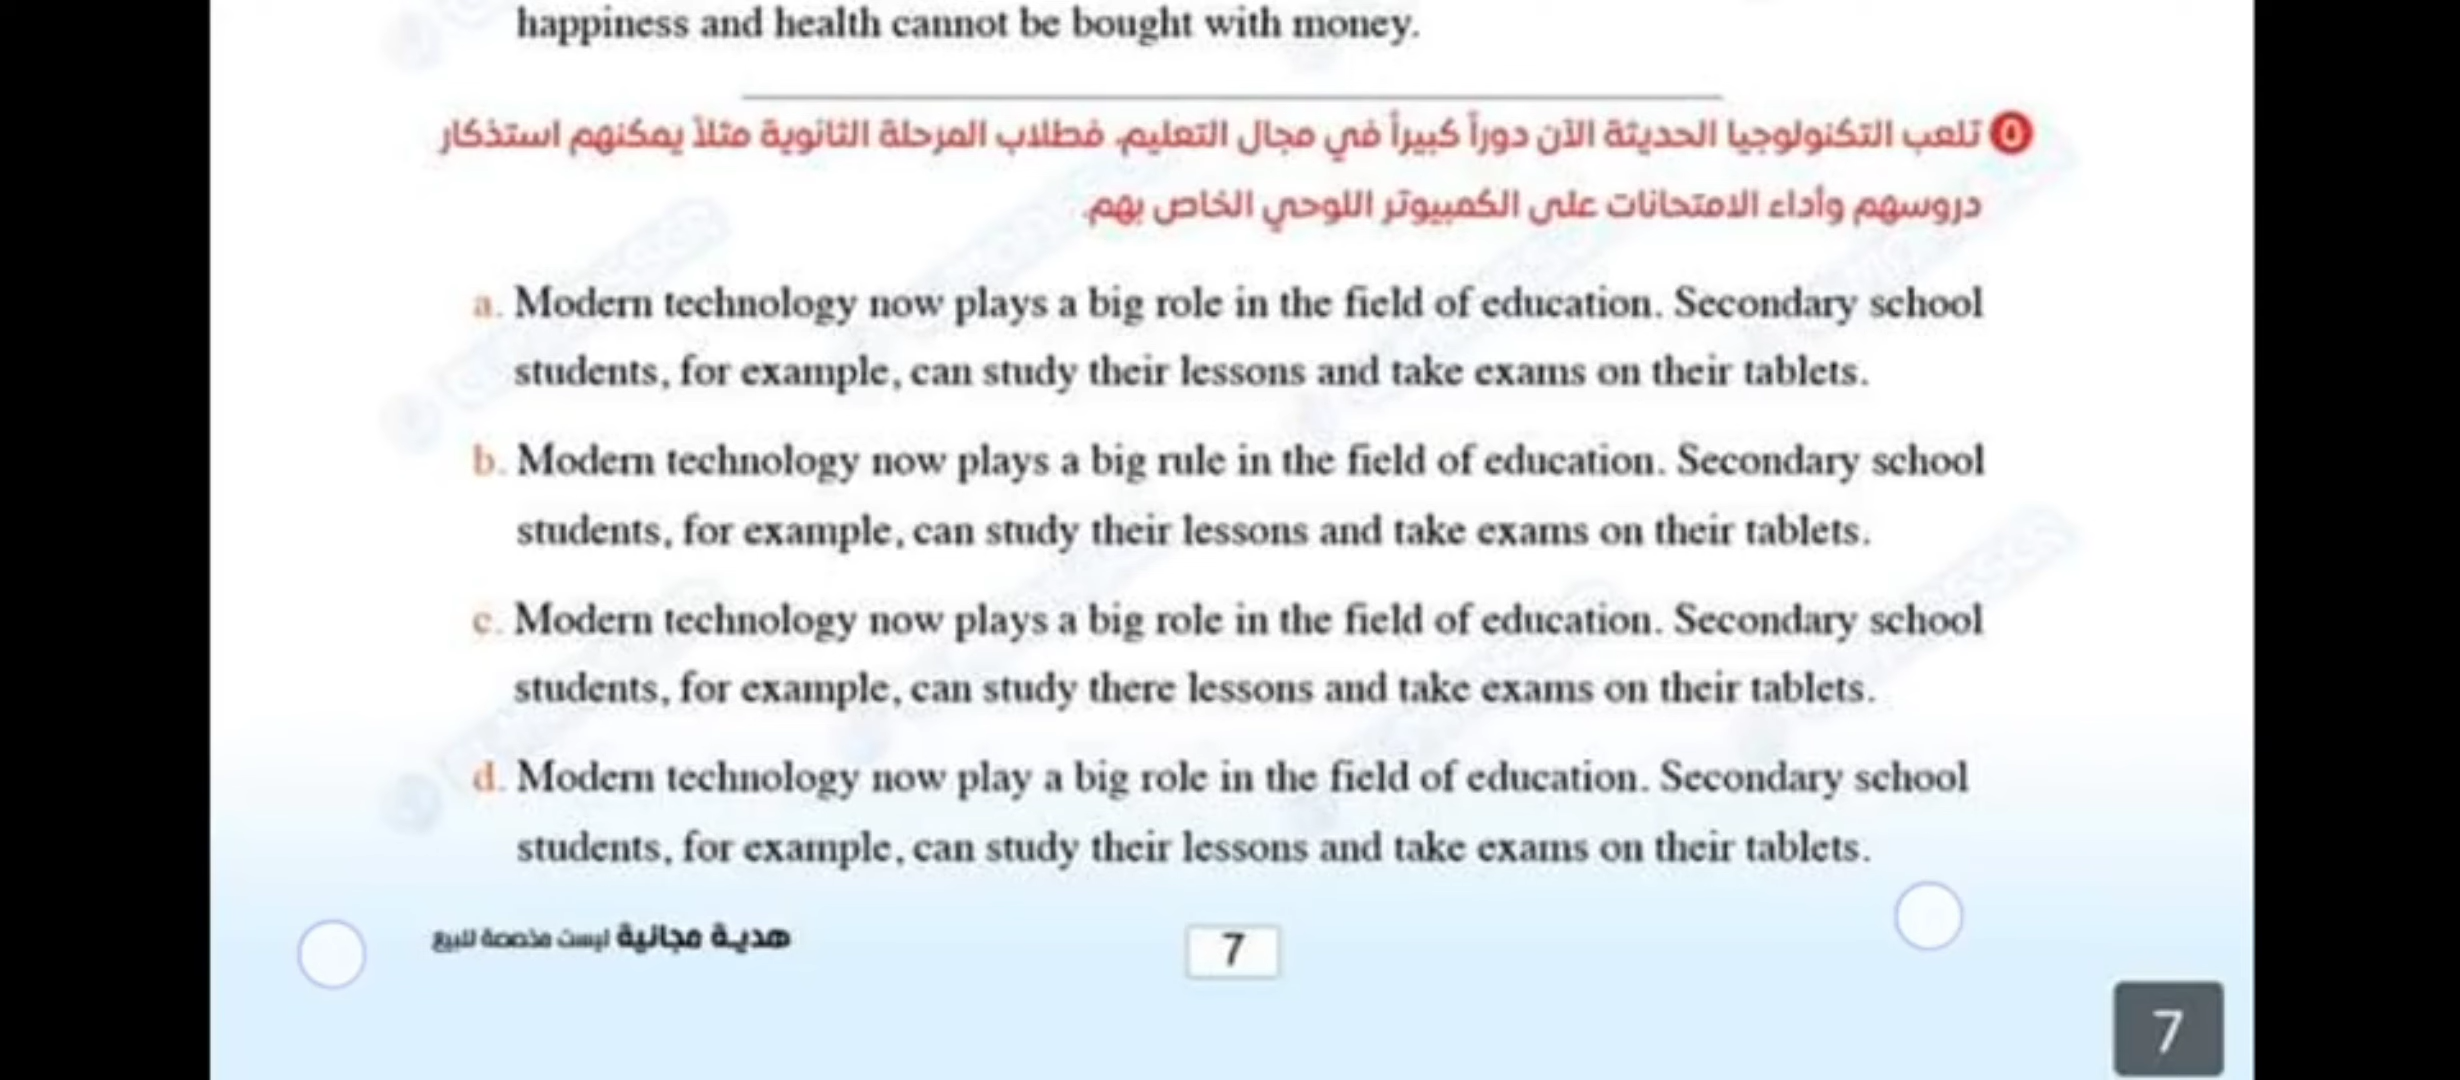 happiness and health cannot be bought with money.
٥ تلعب التكنولوجيا الحديثة الآن دوراً كبيراً في مجال التعليم. فطلاب المرحلة الثانوية مثلاً يمكنهم استذكار
دروسهم وأداء الامتحانات على الكمبيوتر اللوحي الخاص بهم.
a. Modern technology now plays a big role in the field of education. Secondary school
students, for example, can study their lessons and take exams on their tablets.
b. Modern technology now plays a big rule in the field of education. Secondary school
students, for example, can study their lessons and take exams on their tablets.
c. Modern technology now plays a big role in the field of education. Secondary school
students, for example, can study there lessons and take exams on their tablets.
d. Modern technology now play a big role in the field of education. Secondary school
students, for example, can study their lessons and take exams on their tablets.
هدية مجانية ليست مخصصة للبيع
7
7